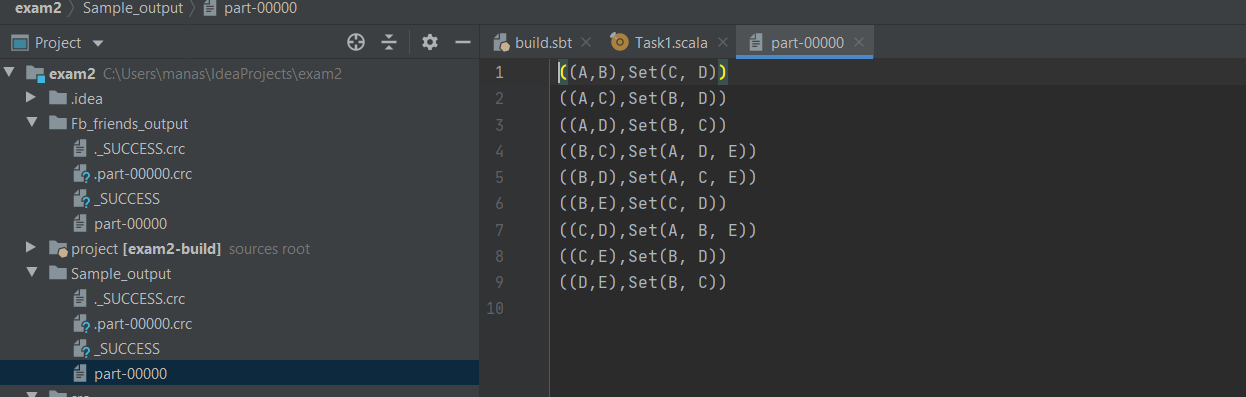 exam2 〉 Sample_output 〉 part-00000
Project
exam2 C:\Users\manas\IdeaProjects\exam2
.idea
Fb_friends_output
._SUCCESS.crc
.part-00000.crc
_SUCCESS
part-00000
project [exam2-build] sources root
Sample_output
._SUCCESS.crc
.part-00000.crc
_SUCCESS
part-00000
build.sbt Task1.scala part-00000
1 ((A,B),Set(C, D))
2 ((A,C),Set(B, D))
3 ((A,D),Set(B, C))
4 ((B,C),Set(A, D, E))
5 ((B,D),Set(A, C, E))
6 ((B,E),Set(C, D))
7 ((C,D),Set(A, B, E))
8 ((C,E),Set(B, D))
9 ((D,E),Set(B, C))
10